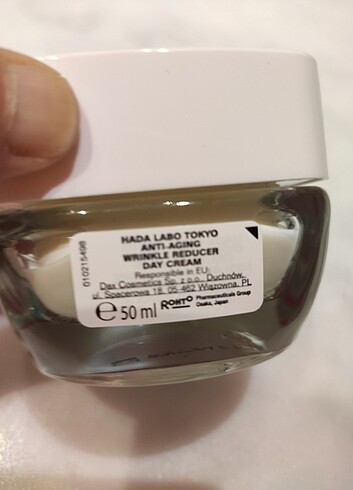 HADA LABO TOKYO
ANTI-AGING
WRINKLE REDUCER
DAY CREAM
Responsible in EU:
Dax Cosmetics Sp. z o.o., Duchnów,
ul. Spacerowa 18, 05-462 Wiązowna, PL
℮ 50 ml ROHTO Pharmaceuticals Group
Osaka, Japan
010215498